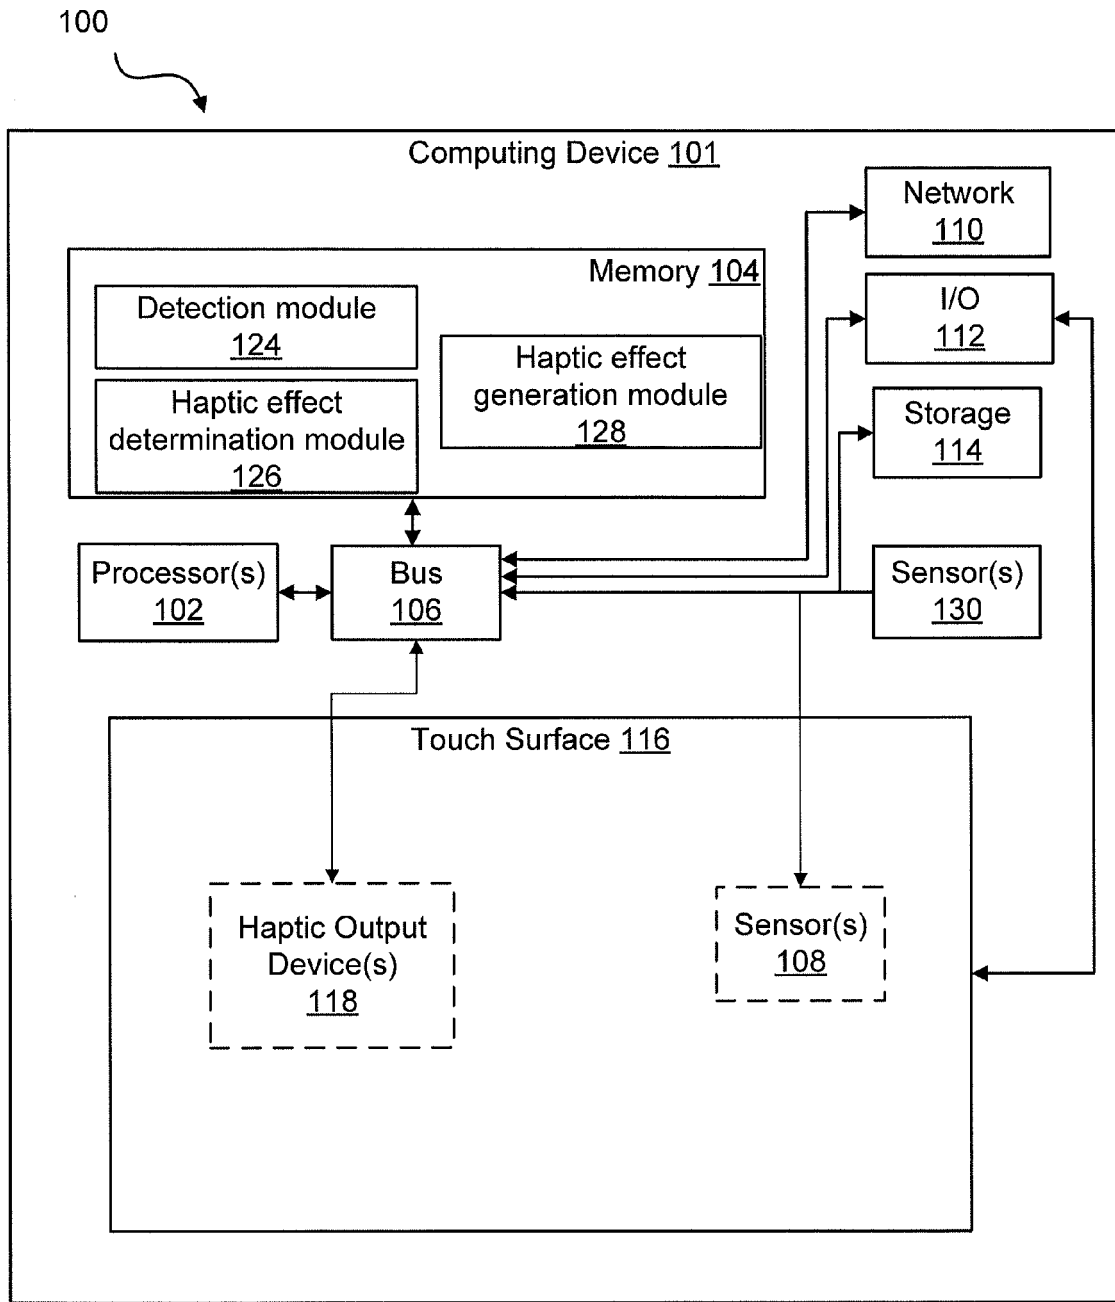 100
Computing Device 101
Network
110
Memory 104
I/O
112
Detection module
124
Haptic effect
generation module
128
Haptic effect
determination module
126
Storage
114
Processor(s)
102
Bus
106
Sensor(s)
130
Touch Surface 116
Haptic Output
Device(s)
118
Sensor(s)
108